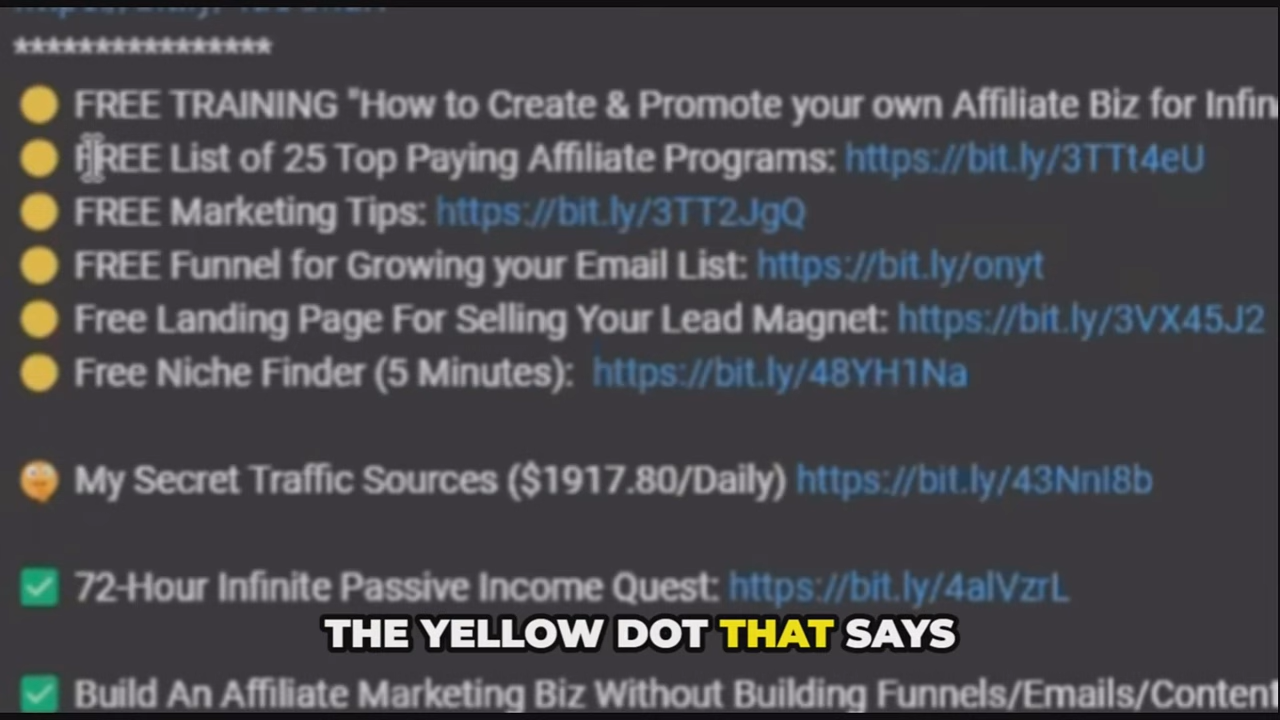 ****************
FREE TRAINING "How to Create & Promote your own Affiliate Biz for Infin
FREE List of 25 Top Paying Affiliate Programs: https://bit.ly/3TTt4eU
FREE Marketing Tips: https://bit.ly/3TT2JgQ
FREE Funnel for Growing your Email List: https://bit.ly/onyt
Free Landing Page For Selling Your Lead Magnet: https://bit.ly/3VX45J2
Free Niche Finder (5 Minutes): https://bit.ly/48YH1Na
My Secret Traffic Sources ($1917.80/Daily) https://bit.ly/43NnI8b
72-Hour Infinite Passive Income Quest: https://bit.ly/4alVzrL
THE YELLOW DOT THAT SAYS
Build An Affiliate Marketing Biz Without Building Funnels/Emails/Content